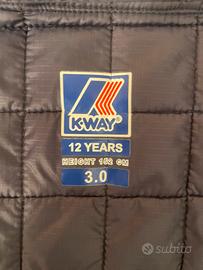 K-WAY
12 YEARS
HEIGHT 152 CM
3.0
subito